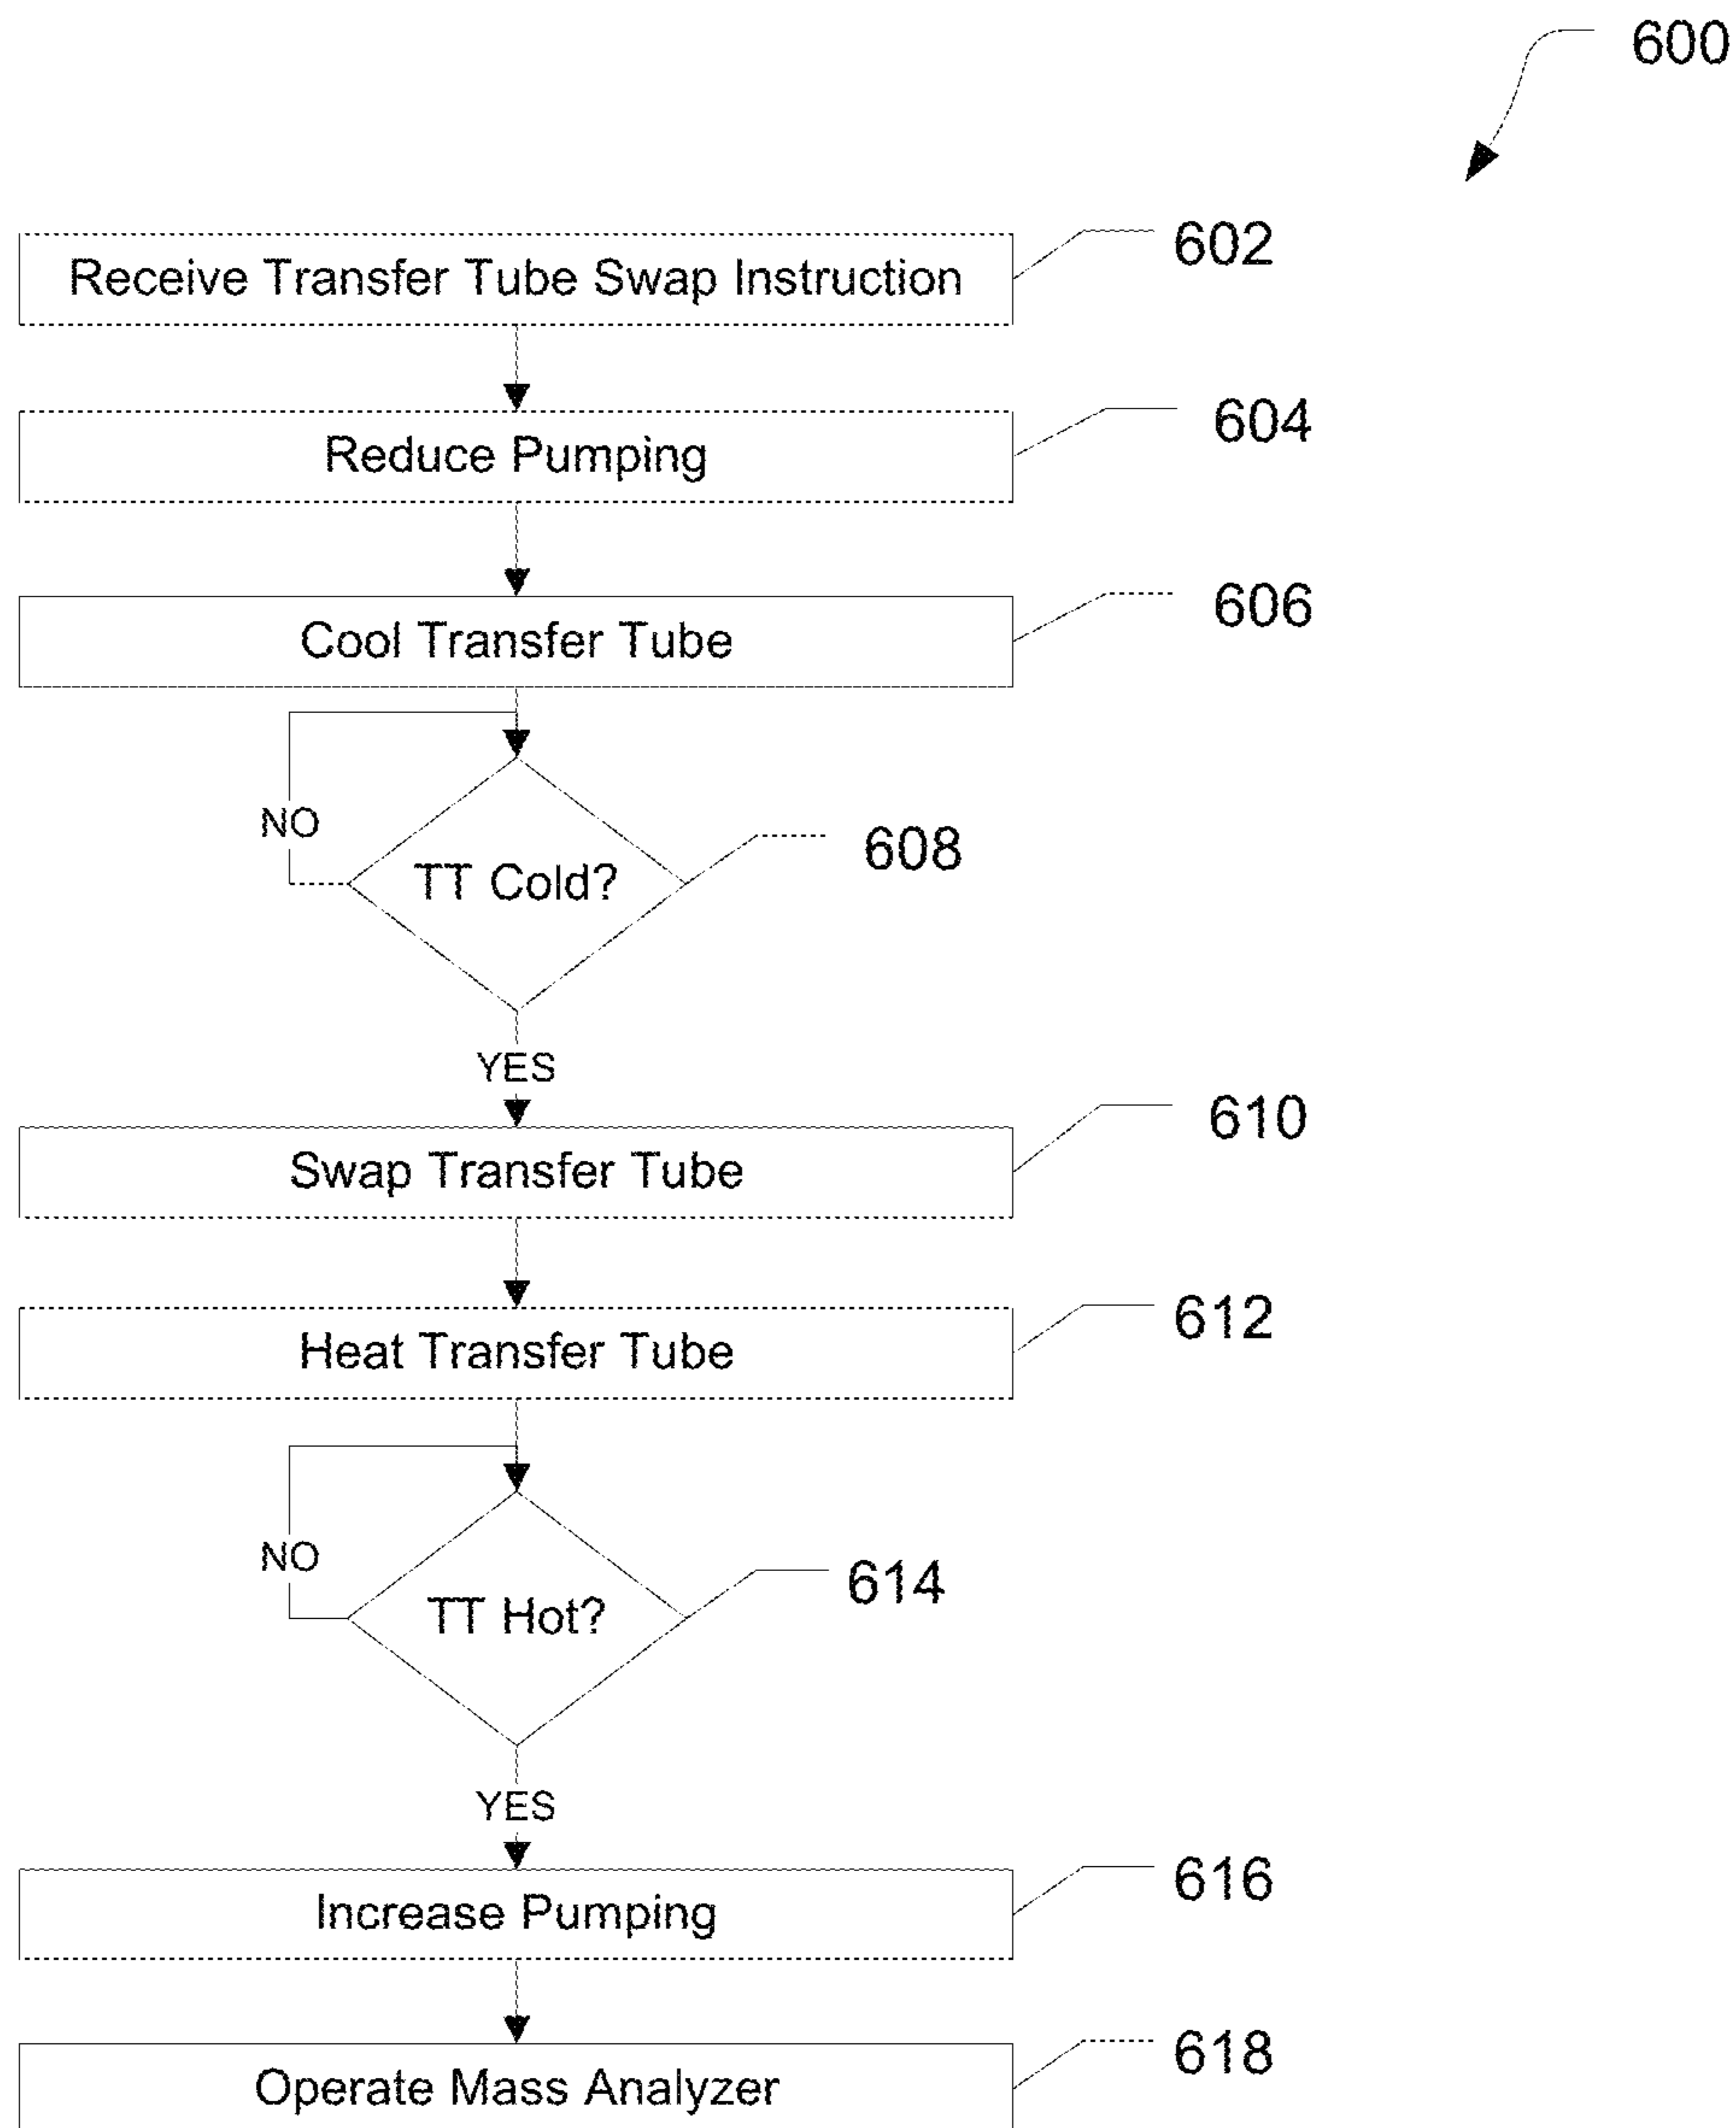 600
Receive Transfer Tube Swap Instruction
602
Reduce Pumping
604
Cool Transfer Tube
606
NO
TT Cold?
608
YES
Swap Transfer Tube
610
Heat Transfer Tube
612
NO
TT Hot?
614
YES
Increase Pumping
616
Operate Mass Analyzer
618